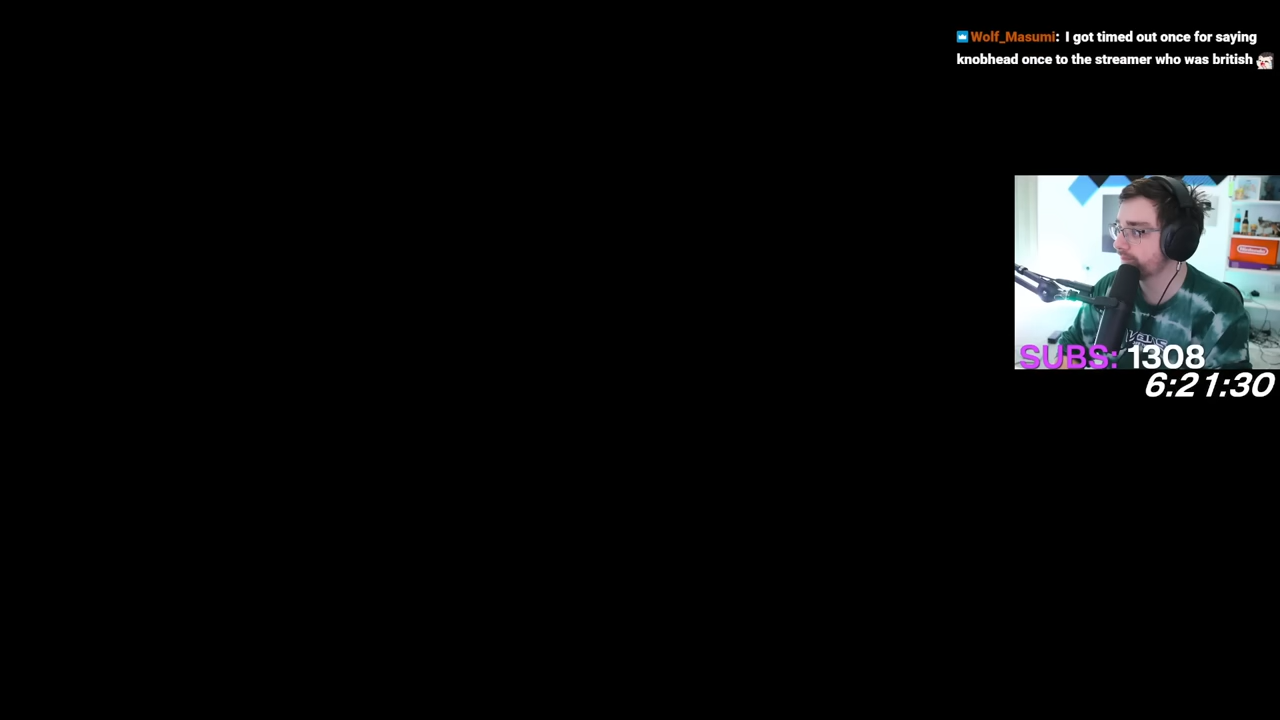 Wolf_Masumi: I got timed out once for saying
knobhead once to the streamer who was british
Nintendo
SUBS: 1308
6:21:30